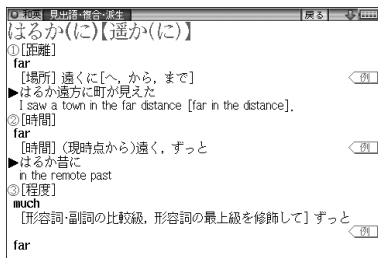 和英 見出語・複合・派生 戻る
はるか(に)【遥か(に)】
①[距離]
far
[場所] 遠くに[へ, から, まで] 例
▶はるか遠方に町が見えた
I saw a town in the far distance [far in the distance].
②[時間]
far
[時間] (現時点から)遠く, ずっと 例
▶はるか昔に
in the remote past
③[程度]
much
[形容詞・副詞の比較級, 形容詞の最上級を修飾して] ずっと
例
far